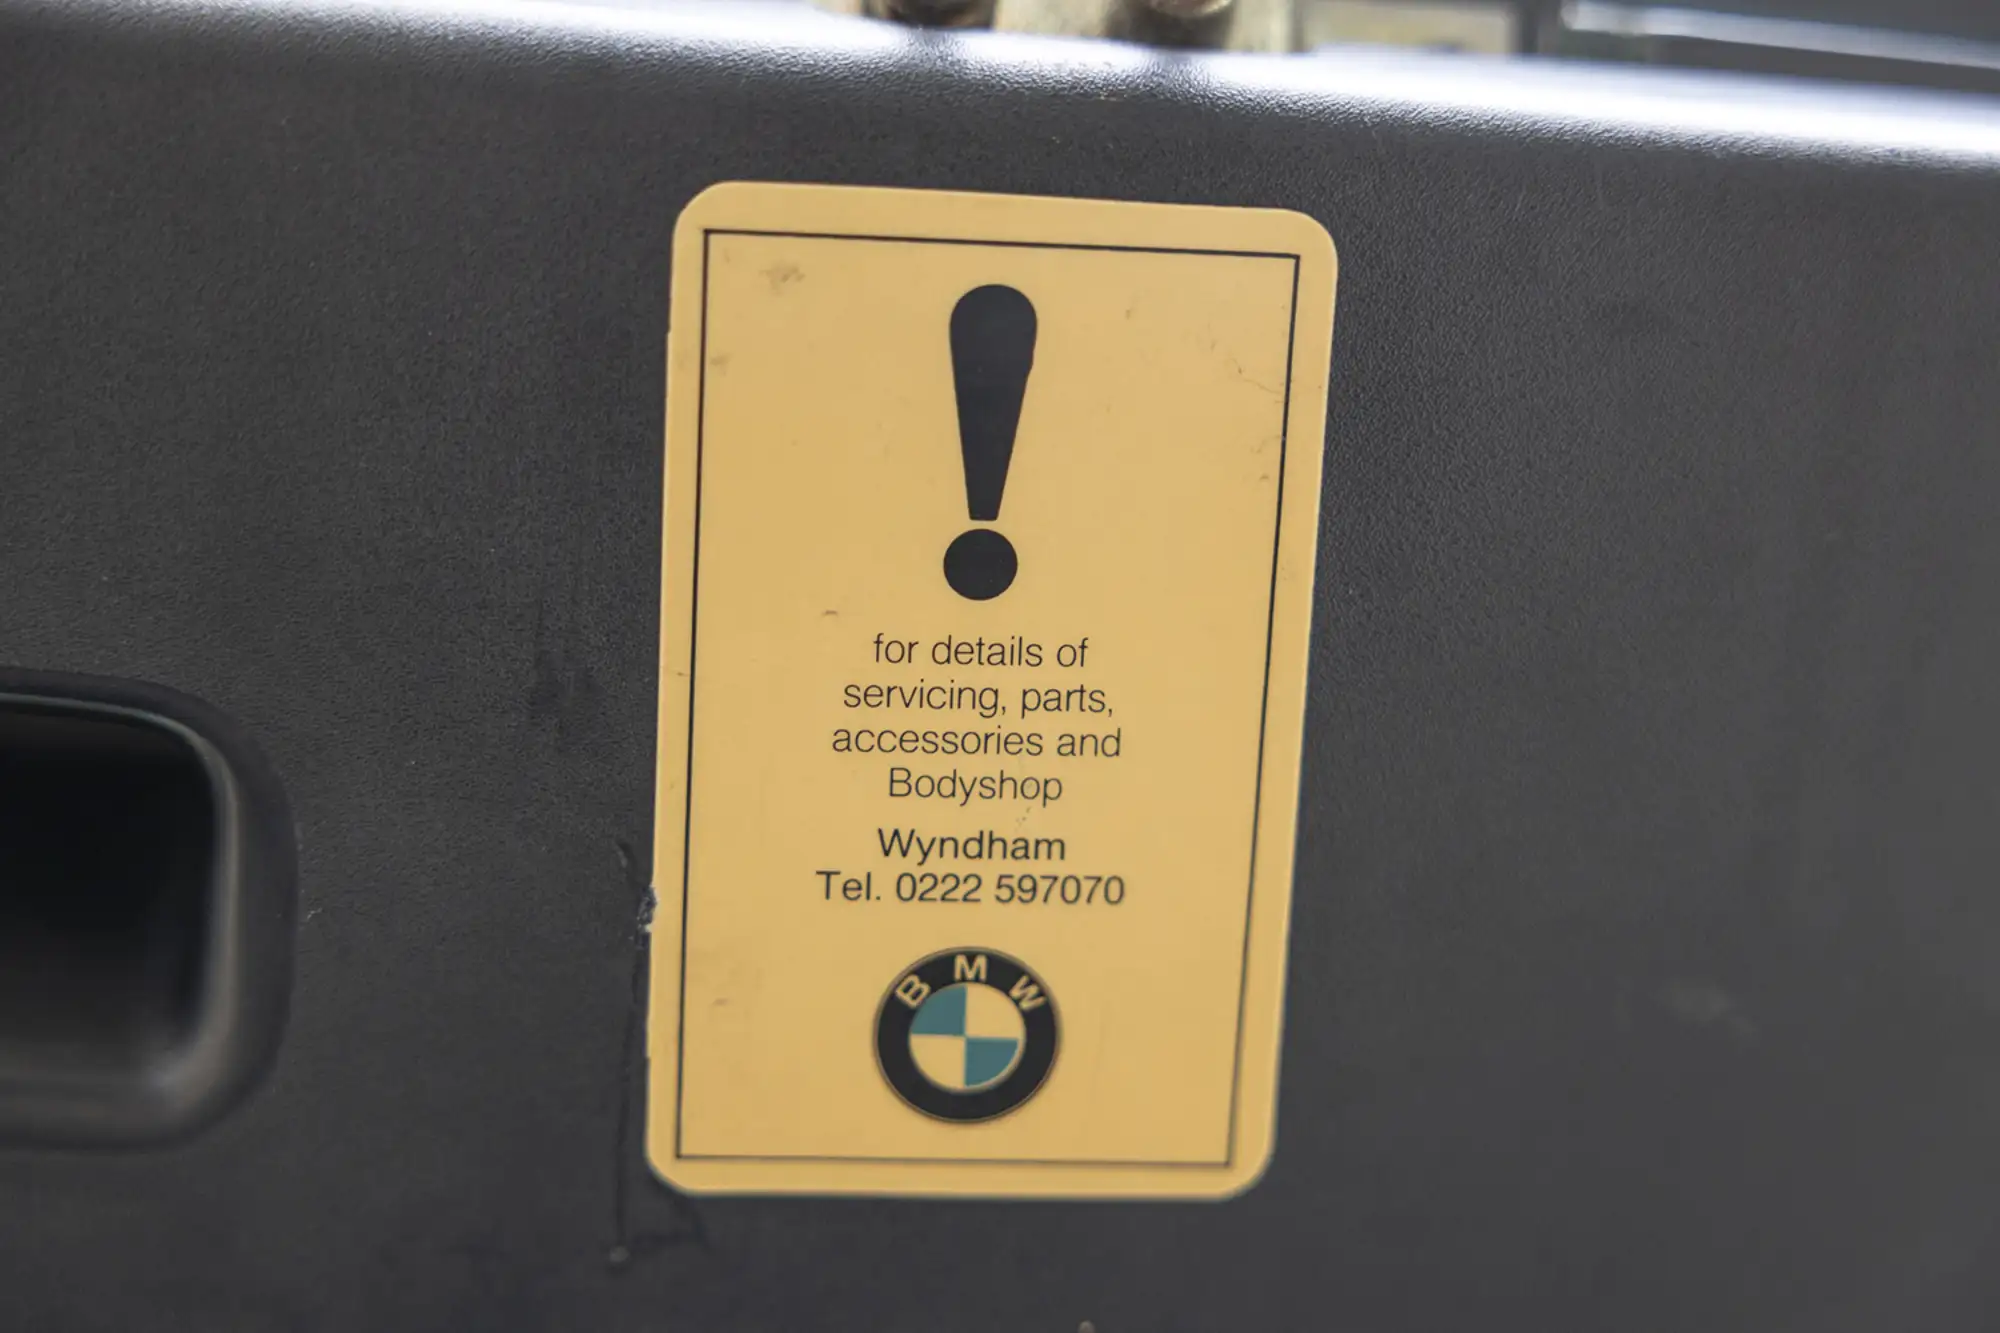 !
for details of
servicing, parts,
accessories and
Bodyshop
Wyndham
Tel. 0222 597070
BMW